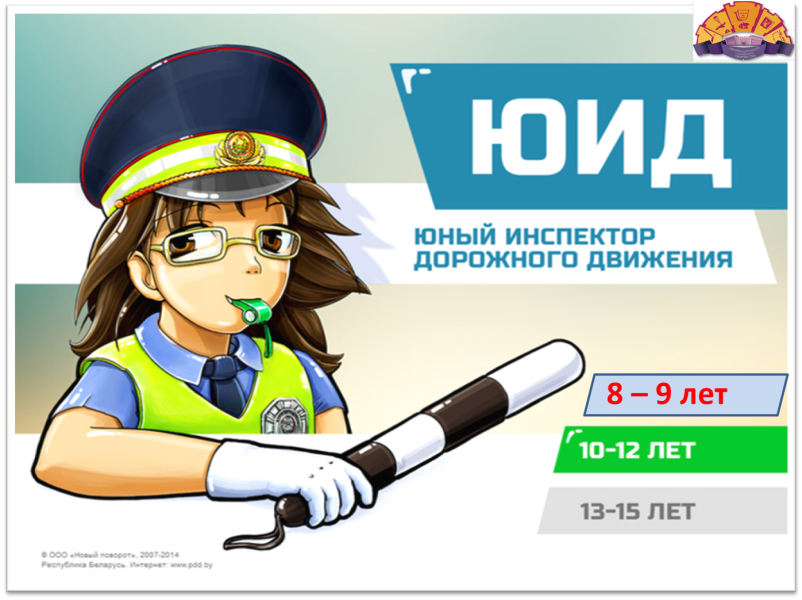 ЮИД
ЮНЫЙ ИНСПЕКТОР
ДОРОЖНОГО ДВИЖЕНИЯ
8 – 9 лет
10-12 ЛЕТ
13-15 ЛЕТ
© ООО «Новый поворот», 2007-2014
Республика Беларусь. Интернет: www.pdd.by